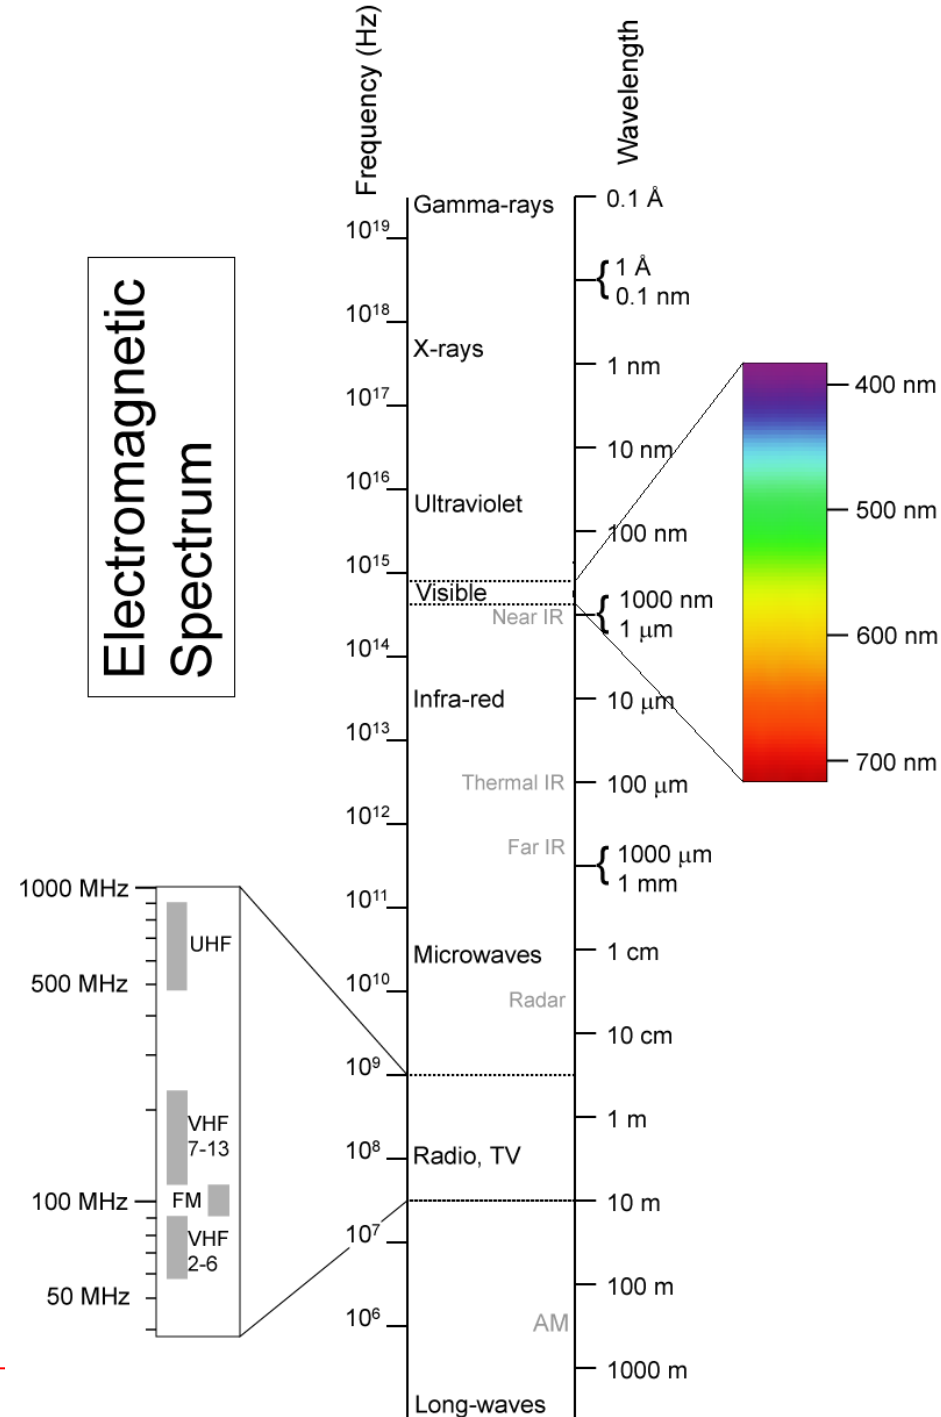 Electromagnetic
Spectrum
Frequency (Hz)
Wavelength
Gamma-rays
0.1 Å
10¹⁹
1 Å
0.1 nm
10¹⁸
X-rays
1 nm
10¹⁷
10 nm
10¹⁶
Ultraviolet
100 nm
10¹⁵
Visible
1000 nm
Near IR
1 μm
10¹⁴
Infra-red
10 μm
10¹³
Thermal IR
100 μm
10¹²
Far IR
1000 μm
1 mm
10¹¹
Microwaves
1 cm
10¹⁰
Radar
10 cm
10⁹
1 m
10⁸
Radio, TV
10 m
10⁷
100 m
10⁶
AM
1000 m
Long-waves
400 nm
500 nm
600 nm
700 nm
1000 MHz
UHF
500 MHz
VHF
7-13
100 MHz
FM
VHF
2-6
50 MHz